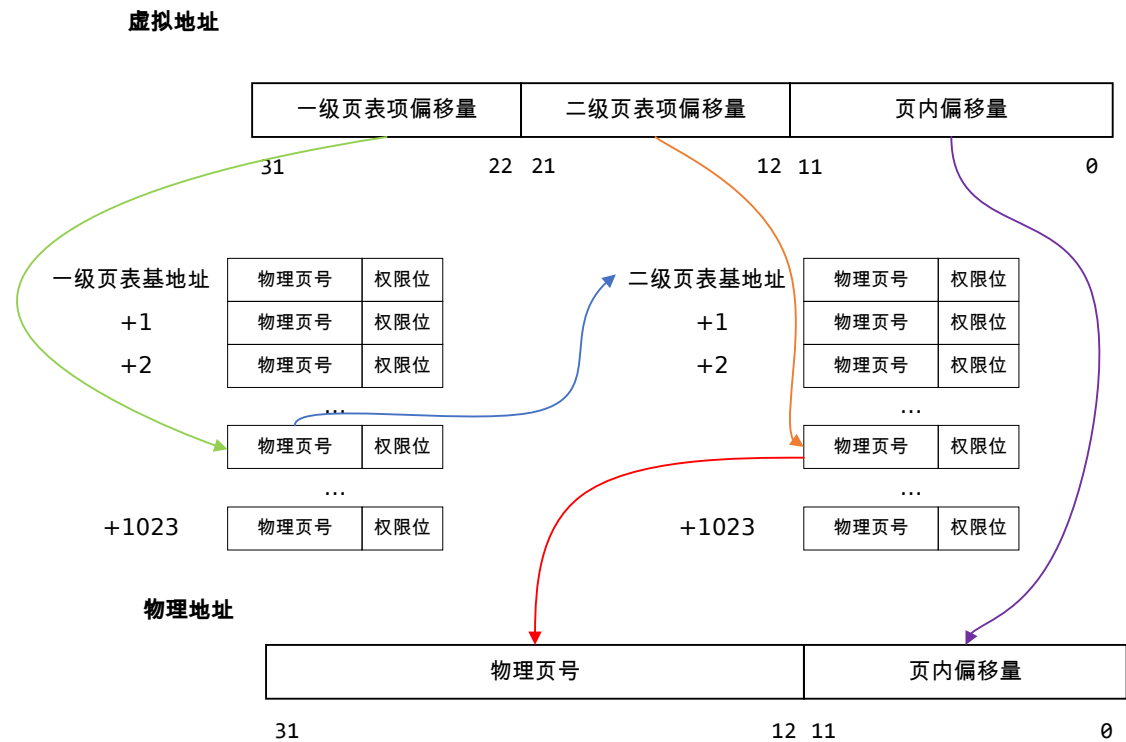 虚拟地址
一级页表项偏移量 二级页表项偏移量 页内偏移量
31 22 21 12 11 0
一级页表基地址 物理页号 权限位 二级页表基地址 物理页号 权限位
+1 物理页号 权限位 +1 物理页号 权限位
+2 物理页号 权限位 +2 物理页号 权限位
... ...
物理页号 权限位 物理页号 权限位
... ...
+1023 物理页号 权限位 +1023 物理页号 权限位
物理地址
物理页号 页内偏移量
31 12 11 0